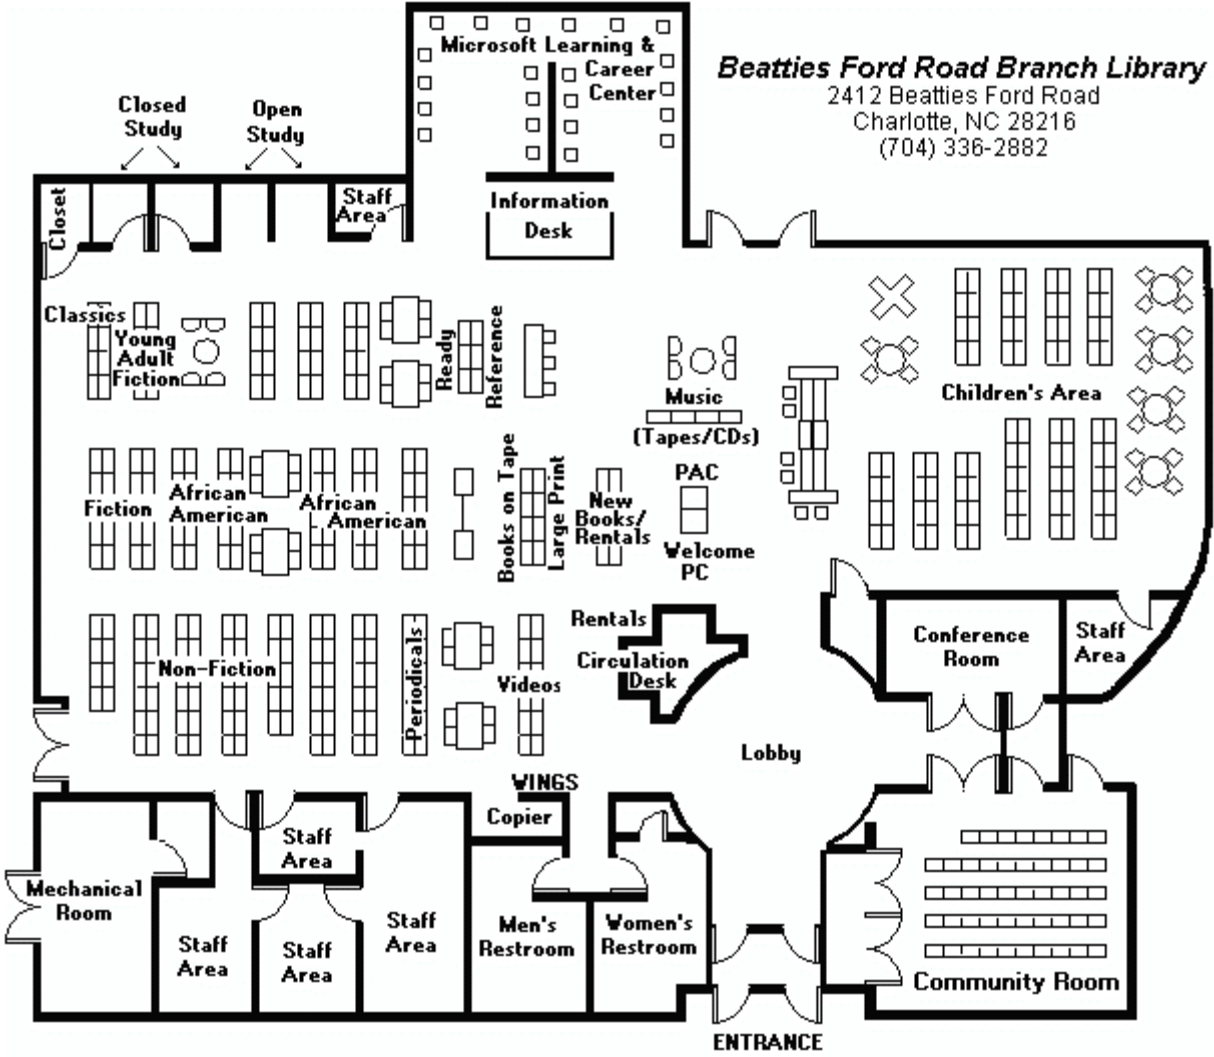 Beatties Ford Road Branch Library
2412 Beatties Ford Road
Charlotte, NC 28216
(704) 336-2882
Microsoft Learning &
Career
Center
Closed
Study
Open
Study
Closet
Staff
Area
Information
Desk
Classics
Young
Adult
Fiction
Ready
Reference
Music
(Tapes/CDs)
Children's Area
Fiction
African
American
African
American
Books on Tape
Large Print
New
Books/
Rentals
PAC
Welcome
PC
Rentals
Circulation
Desk
Conference
Room
Staff
Area
Non-Fiction
Periodicals
Videos
Lobby
WINGS
Copier
Staff
Area
Mechanical
Room
Staff
Area
Staff
Area
Staff
Area
Men's
Restroom
Women's
Restroom
Community Room
ENTRANCE